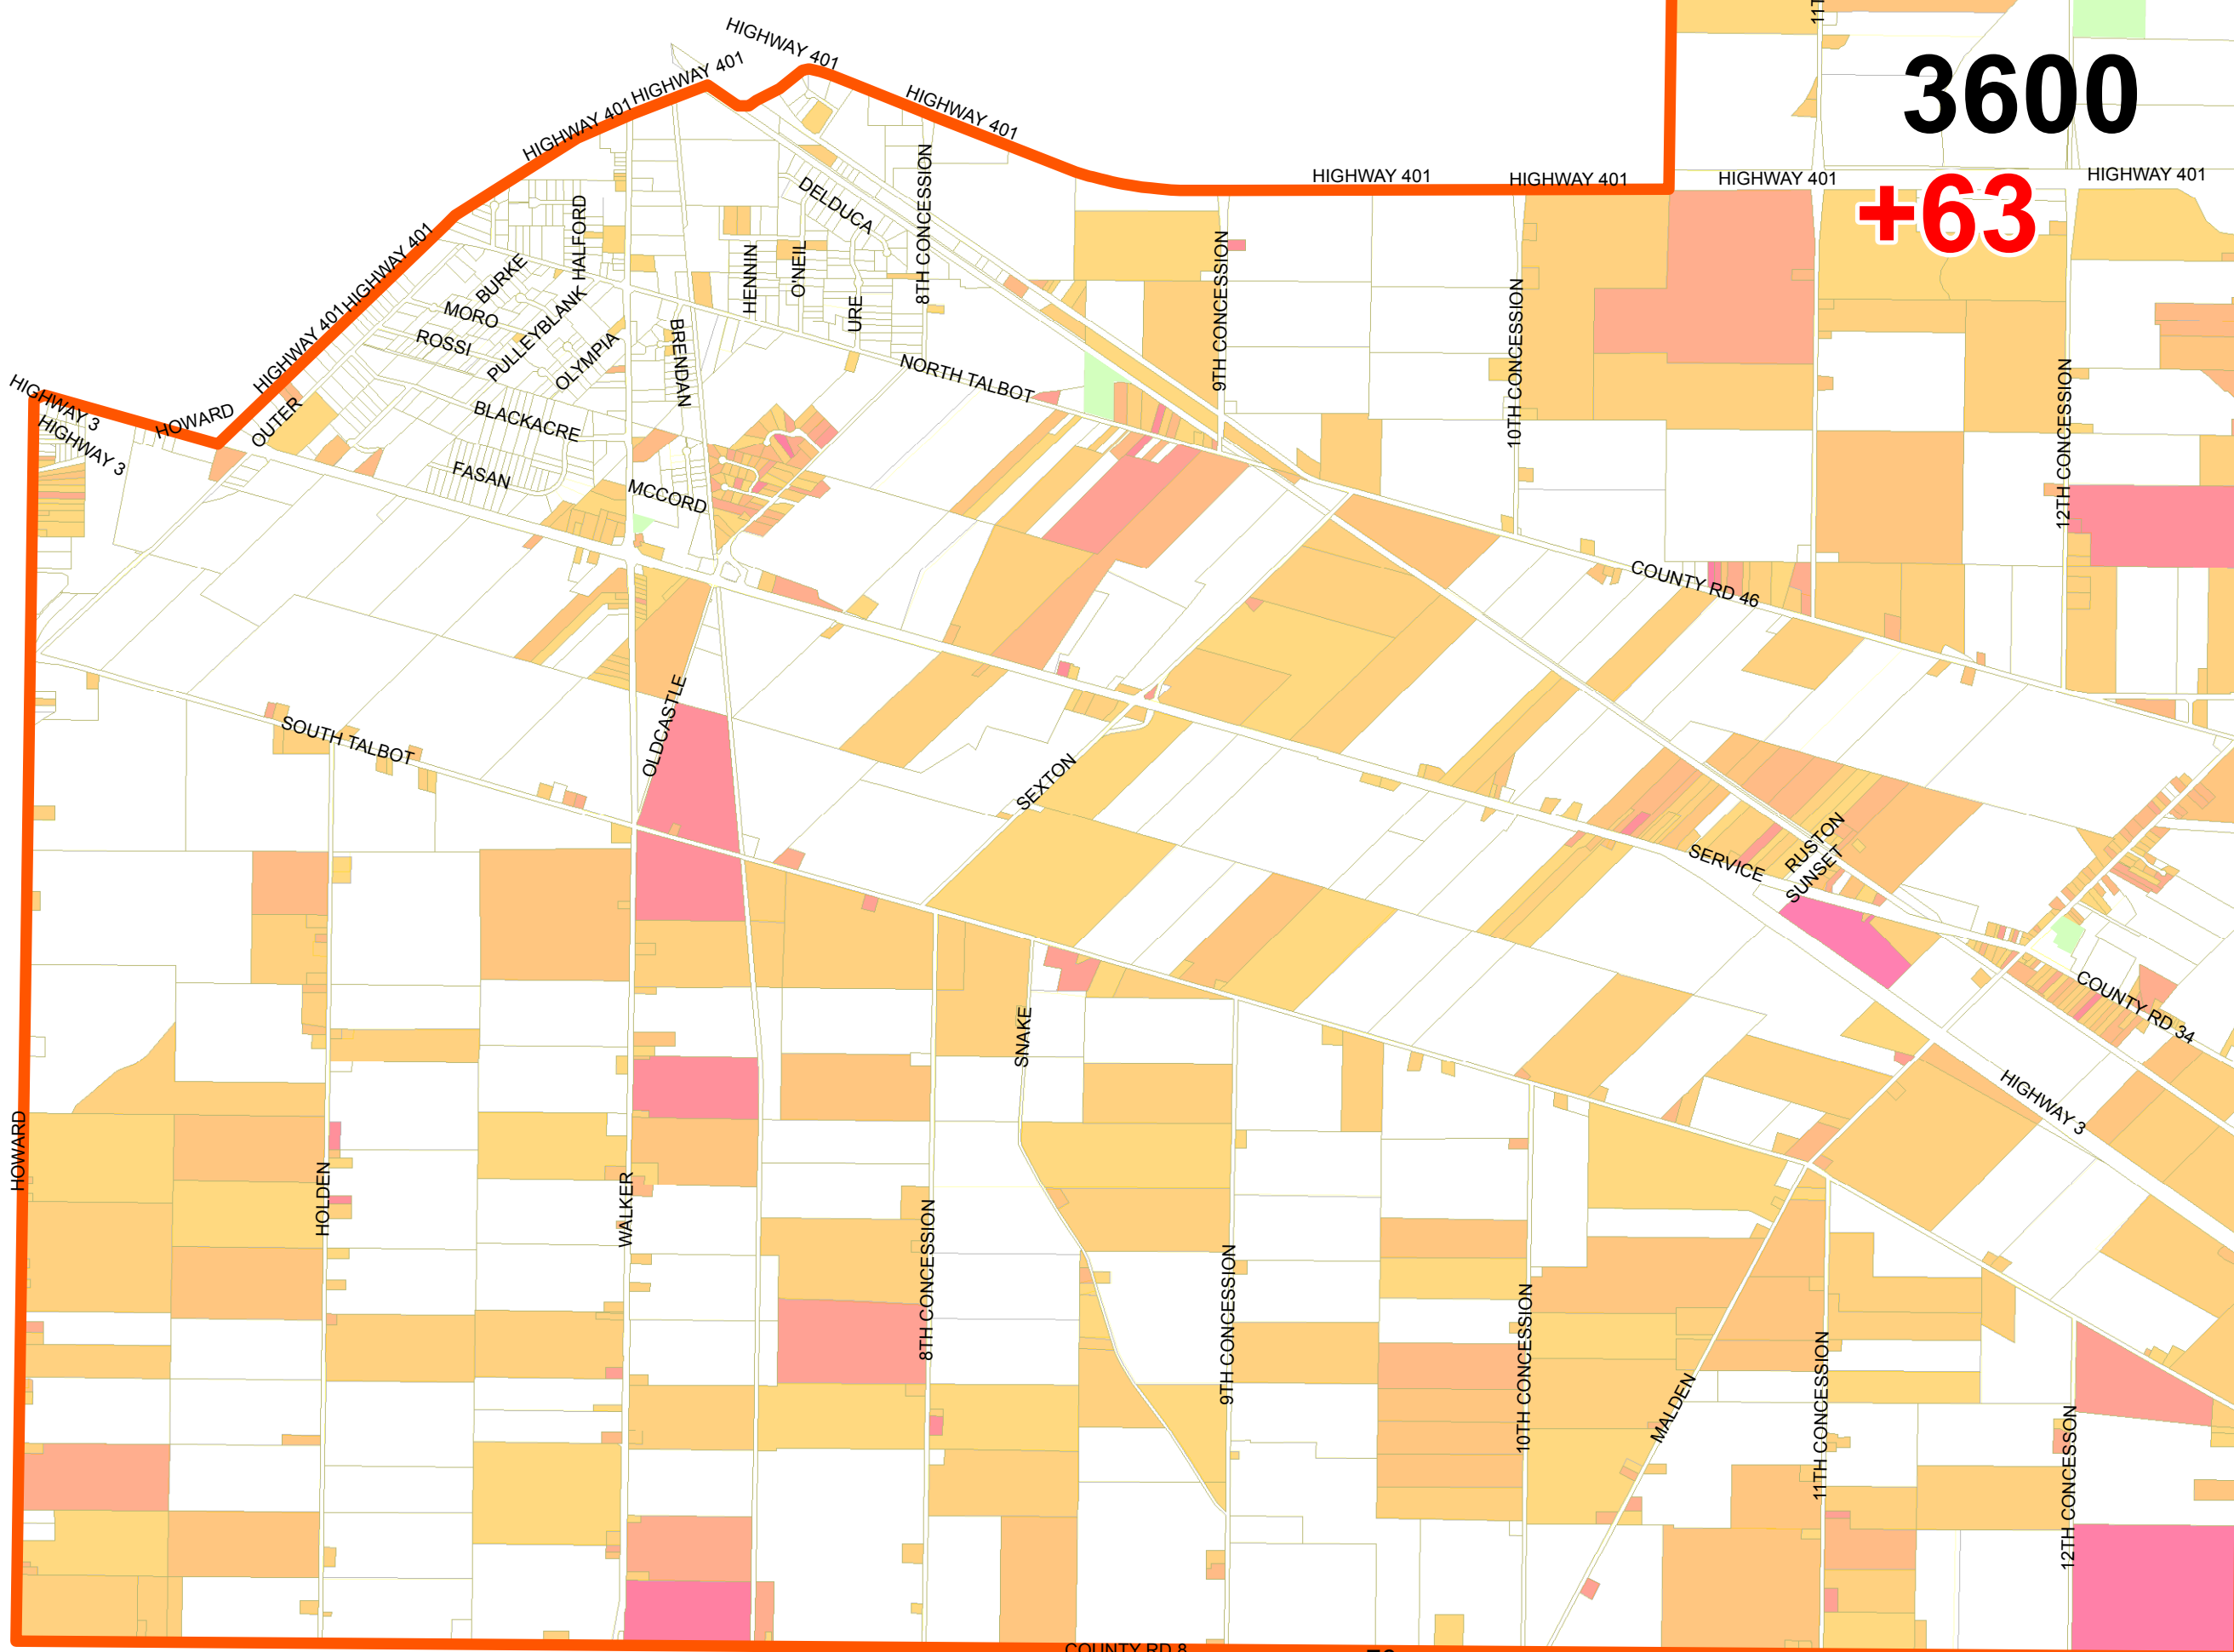 HIGHWAY 401
HIGHWAY 401
HIGHWAY 401
HIGHWAY 401
3600
+63
HIGHWAY 401
HIGHWAY 401
HIGHWAY 401
HIGHWAY 401
HIGHWAY 401
HIGHWAY 401
8TH CONCESSION
DELDUCA
HALFORD
HENNIN
O'NEIL
URE
BURKE
MORO
ROSSI
PULLEYBLANK
OLYMPIA
BRENDAN
9TH CONCESSION
10TH CONCESSION
12TH CONCESSION
NORTH TALBOT
HIGHWAY 3
HOWARD
OUTER
HIGHWAY 3
BLACKACRE
FASAN
MCCORD
COUNTY RD 46
OLDCASTLE
SOUTH TALBOT
SEXTON
SERVICE
RUSTON
SUNSET
COUNTY RD 34
SNAKE
HIGHWAY 3
HOWARD
HOLDEN
WALKER
8TH CONCESSION
9TH CONCESSION
10TH CONCESSION
MALDEN
11TH CONCESSION
12TH CONCESSON
COUNTY RD 8